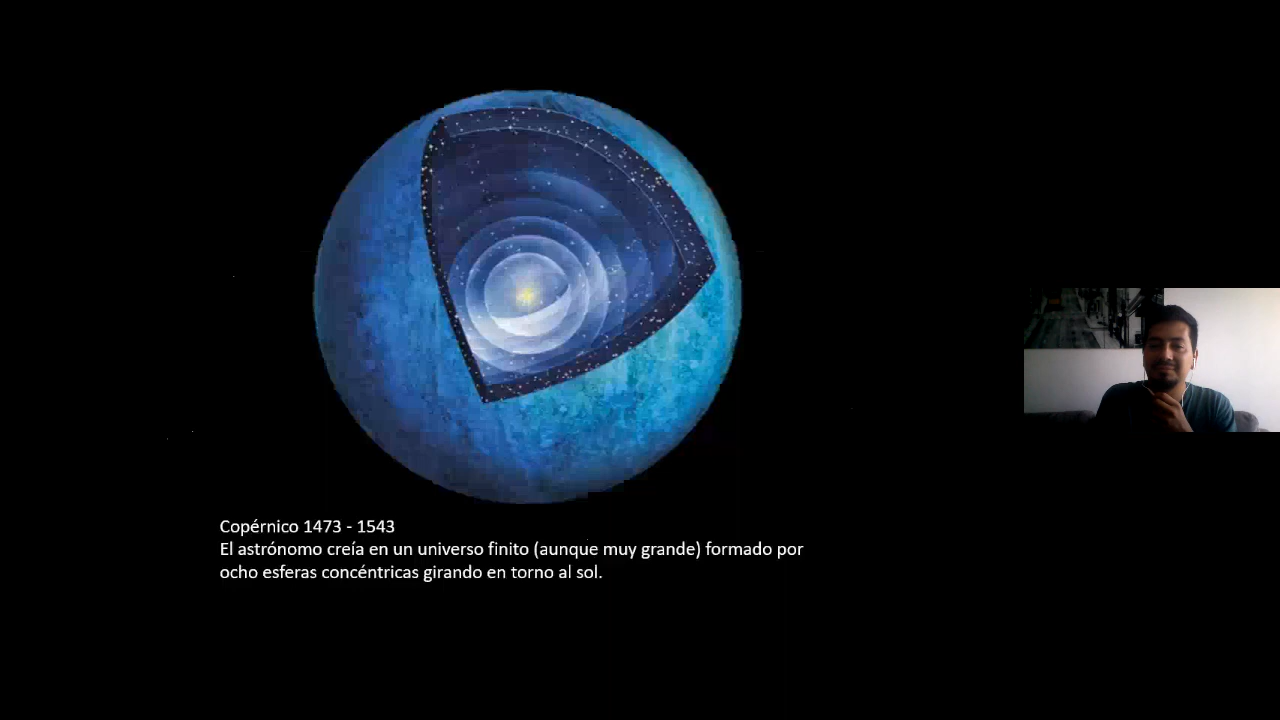 Copérnico 1473 - 1543
El astrónomo creía en un universo finito (aunque muy grande) formado por
ocho esferas concéntricas girando en torno al sol.